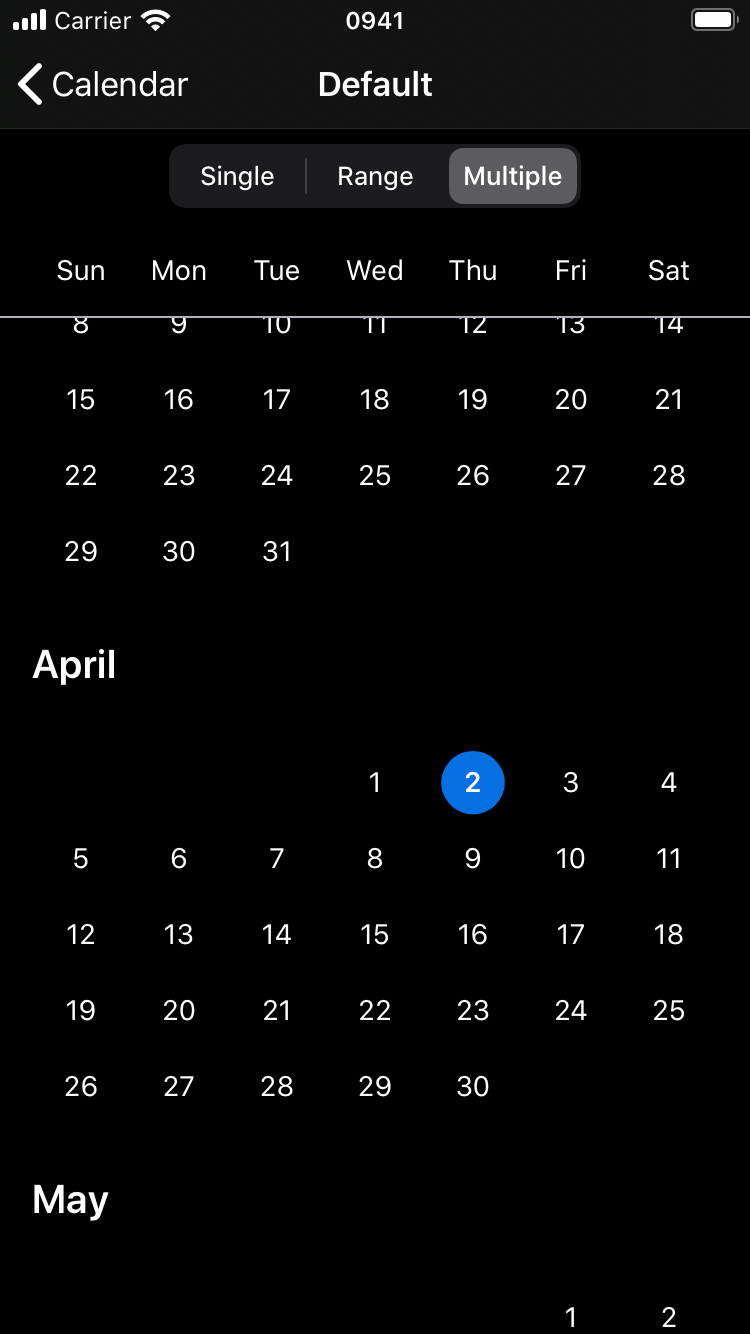 Carrier 0941
Calendar Default
Single Range Multiple
Sun Mon Tue Wed Thu Fri Sat
8 9 10 11 12 13 14
15 16 17 18 19 20 21
22 23 24 25 26 27 28
29 30 31
April
1 2 3 4
5 6 7 8 9 10 11
12 13 14 15 16 17 18
19 20 21 22 23 24 25
26 27 28 29 30
May
1 2